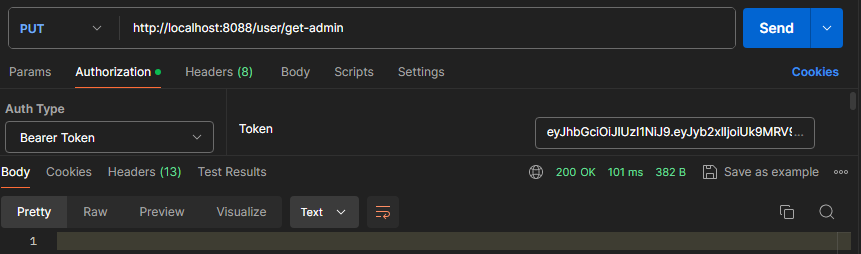 PUT http://localhost:8088/user/get-admin Send
Params Authorization Headers (8) Body Scripts Settings Cookies
Auth Type
Bearer Token
Token eyJhbGciOiJIUzI1NiJ9.eyJyb2xlIjoiUk9MRV9...
Body Cookies Headers (13) Test Results 200 OK 101 ms 382 B Save as example
Pretty Raw Preview Visualize Text
1